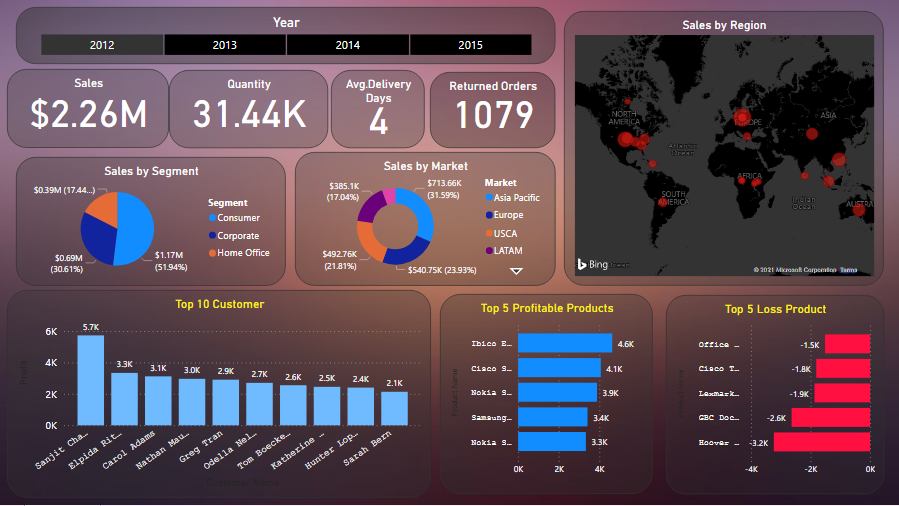 Year
2012
2013
2014
2015
Sales
$2.26M
Quantity
31.44K
Avg.Delivery
Days
4
Returned Orders
1079
Sales by Region
NORTH
AMERICA
ASIA
AFRICA
SOUTH
AMERICA
Bing
© 2021 Microsoft Corporation Terms
Sales by Segment
$0.39M (17.44...)
$0.69M
(30.61%)
$1.17M
(51.94%)
Segment
Consumer
Corporate
Home Office
Sales by Market
$385.1K
(17.04%)
$713.66K
(31.59%)
$492.76K
(21.81%)
$540.75K (23.93%)
Market
Asia Pacific
Europe
USCA
LATAM
Top 10 Customer
6K
4K
2K
0K
5.7K
3.3K
3.1K
3.0K
2.9K
2.7K
2.6K
2.5K
2.4K
2.1K
Sanjit Cha…
Elpida Rit…
Carol Adams
Nathan Mau…
Greg Tran
Odella Nel…
Tom Boecke…
Katherine …
Hunter Lop…
Sarah Bern
Customer Name
Top 5 Profitable Products
Product Name
Ibico E…
4.6K
Cisco S…
4.1K
Nokia S…
3.9K
Samsung…
3.4K
Nokia S…
3.3K
0K
2K
4K
Top 5 Loss Product
Office …
-1.5K
Cisco T…
-1.8K
Lexmark…
-1.9K
GBC Doc…
-2.6K
Hoover …
-3.2K
-4K
-2K
0K